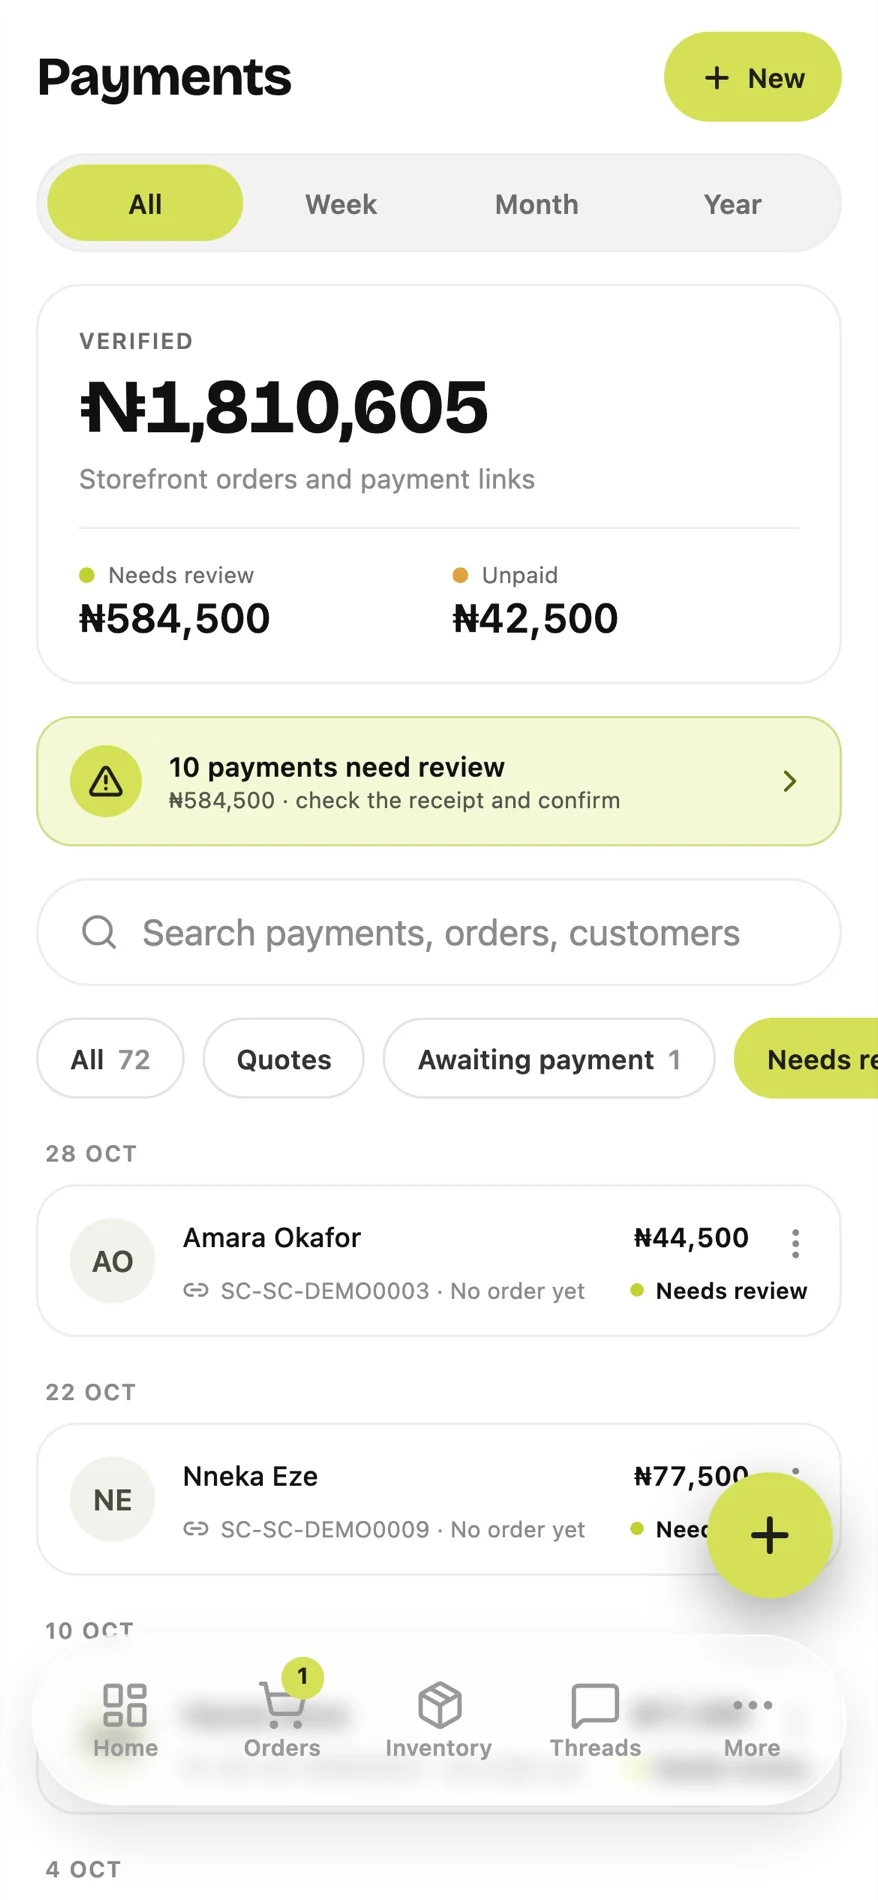 Payments
New
All Week Month Year
VERIFIED
₦1,810,605
Storefront orders and payment links
Needs review Unpaid
₦584,500 ₦42,500
10 payments need review
₦584,500 · check the receipt and confirm
Search payments, orders, customers
All 72 Quotes Awaiting payment 1 Needs re
28 OCT
AO
Amara Okafor ₦44,500
SC-SC-DEMO0003 · No order yet Needs review
22 OCT
NE
Nneka Eze ₦77,500
SC-SC-DEMO0009 · No order yet Need
10 OCT
1
Home Orders Inventory Threads More
4 OCT